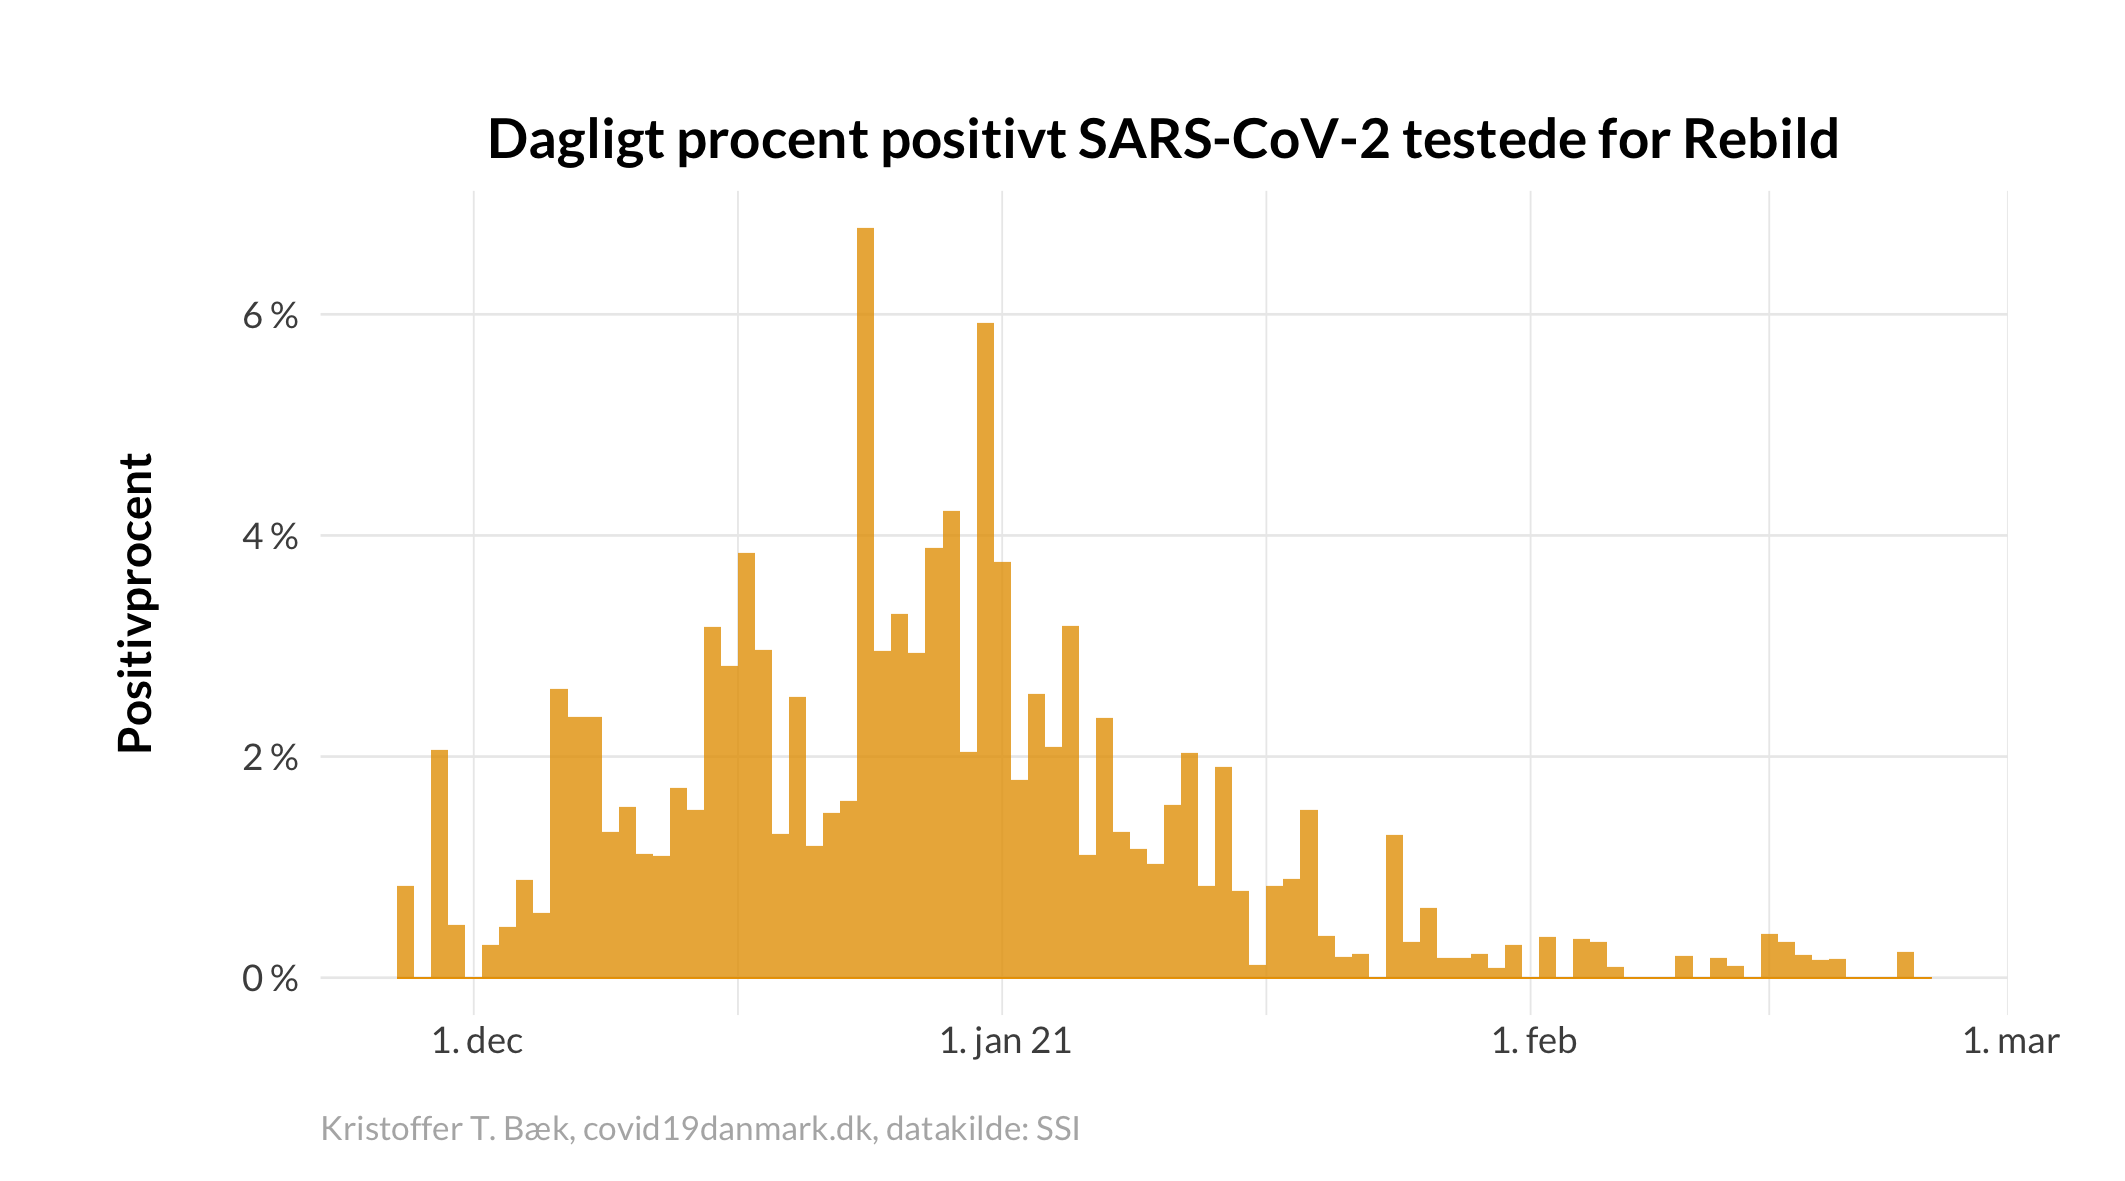 Dagligt procent positivt SARS-CoV-2 testede for Rebild
Positivprocent
6 %
4 %
2 %
0 %
1. dec
1. jan 21
1. feb
1. mar
Kristoffer T. Bæk, covid19danmark.dk, datakilde: SSI